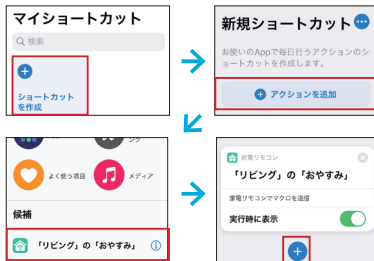 マイショートカット
検索
ショートカット
を作成
新規ショートカット
お使いのAppで毎日行うアクションのシ
ョートカットを作成します。
アクションを追加
よく使う項目
メディア
候補
「リビング」の「おやすみ」
家電リモコン
「リビング」の「おやすみ」
家電リモコンでマクロを送信
実行時に表示